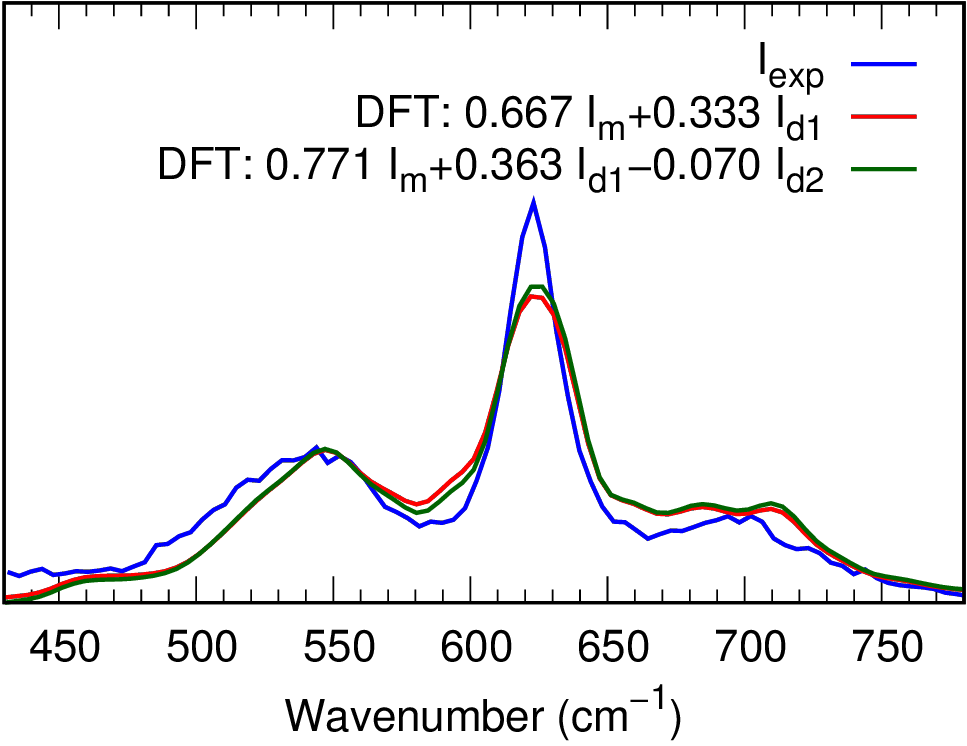 I_exp
DFT: 0.667 I_m+0.333 I_d1
DFT: 0.771 I_m+0.363 I_d1−0.070 I_d2
450 500 550 600 650 700 750
Wavenumber (cm⁻¹)